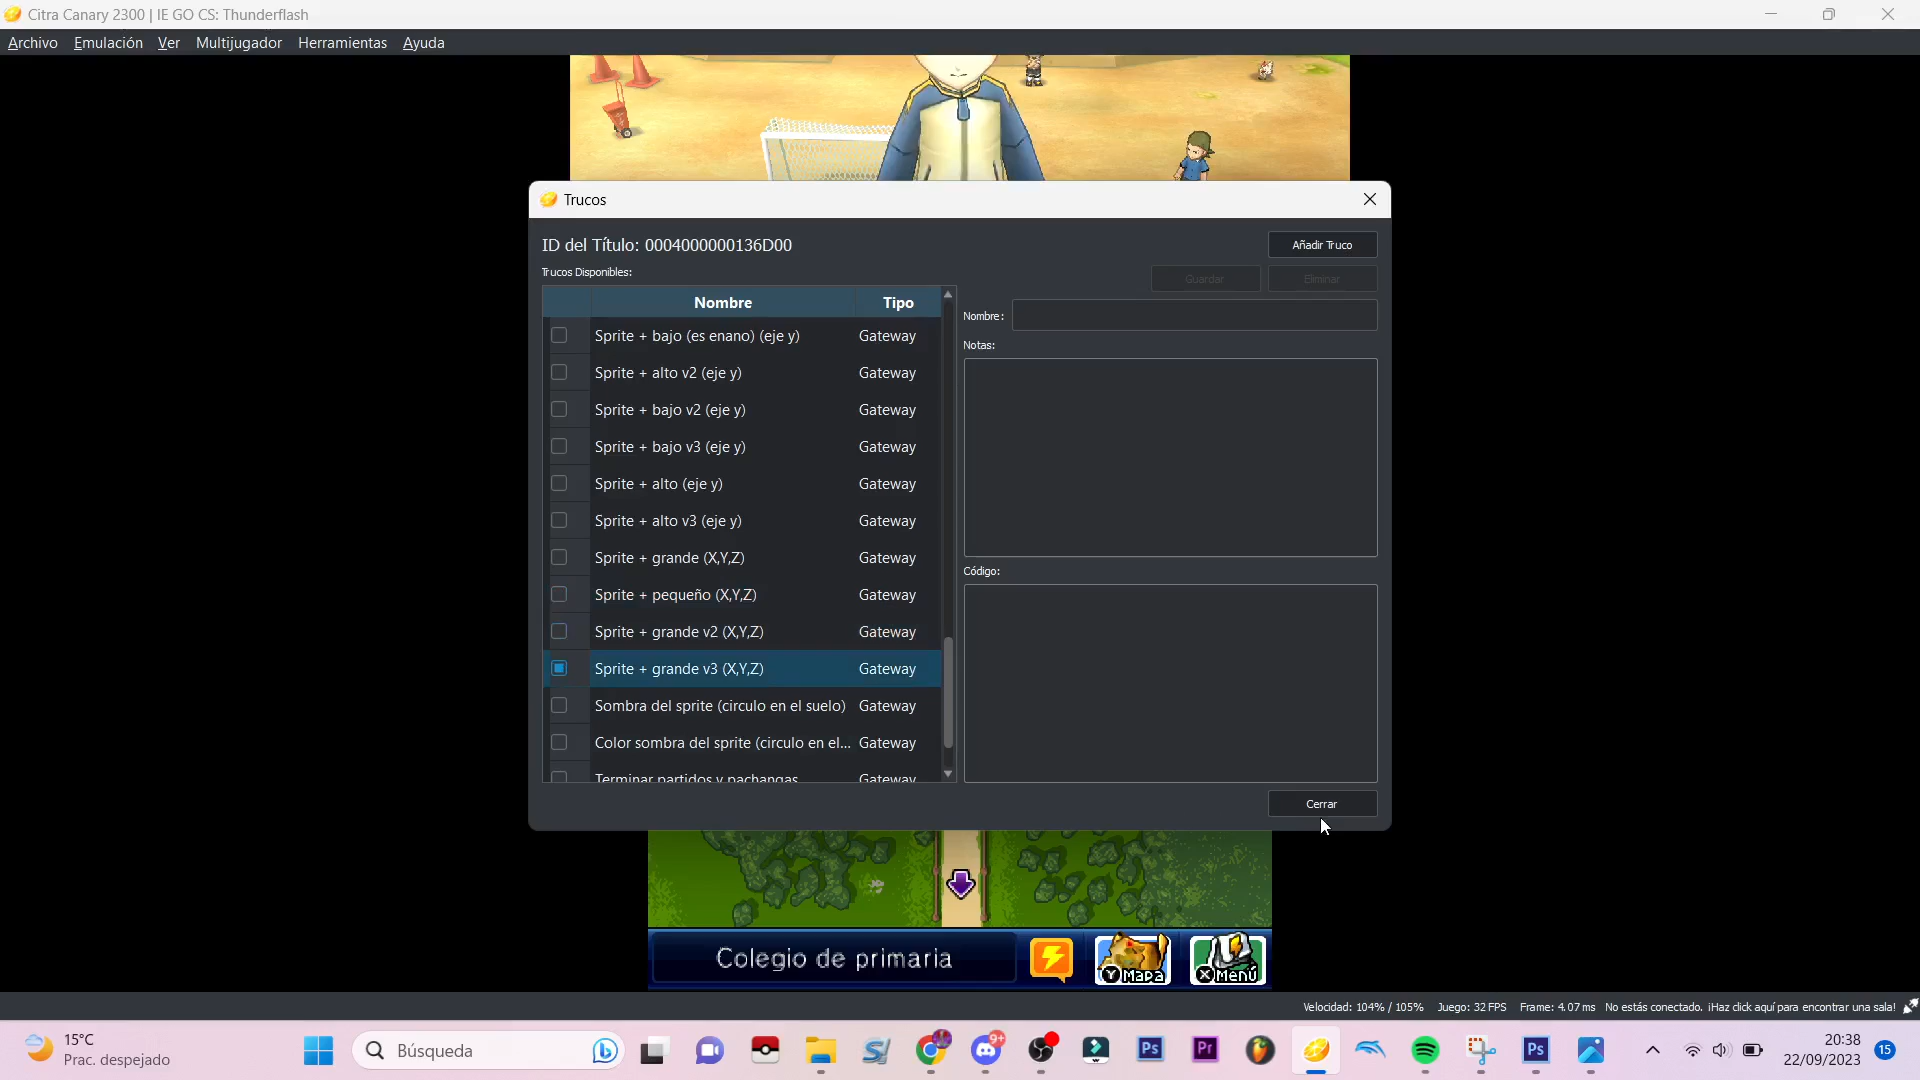 Citra Canary 2300 | IE GO CS: Thunderflash
Archivo Emulación Ver Multijugador Herramientas Ayuda
Trucos
ID del Título: 0004000000136D00
Añadir Truco
Trucos Disponibles:
Guardar Eliminar
Nombre Tipo
Nombre:
Sprite + bajo (es enano) (eje y) Gateway
Notas:
Sprite + alto v2 (eje y) Gateway
Sprite + bajo v2 (eje y) Gateway
Sprite + bajo v3 (eje y) Gateway
Sprite + alto (eje y) Gateway
Sprite + alto v3 (eje y) Gateway
Sprite + grande (X,Y,Z) Gateway
Código:
Sprite + pequeño (X,Y,Z) Gateway
Sprite + grande v2 (X,Y,Z) Gateway
Sprite + grande v3 (X,Y,Z) Gateway
Sombra del sprite (circulo en el suelo) Gateway
Color sombra del sprite (circulo en el... Gateway
Terminar partidos y pachangas Gateway
Cerrar
Colegio de primaria
Y Mapa
X Menú
Velocidad: 104% / 105% Juego: 32 FPS Frame: 4.07 ms No estás conectado. ¡Haz click aquí para encontrar una sala!
15°C
Prac. despejado
Búsqueda
9+
Ps
Pr
Ps
20:38
22/09/2023
15